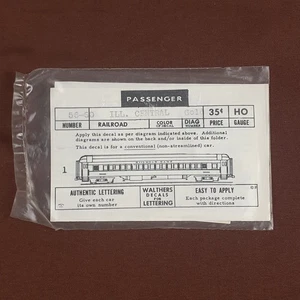 PASSENGER
ILL. CENTRAL
35¢ HO
NUMBER RAILROAD COLOR DIAG PRICE GAUGE
Apply this decal as per diagram indicated above. Additional
diagrams are shown on the back and/or inside of this folder.
This decal is for a conventional (non-streamlined) car.
1
AUTHENTIC LETTERING
Give each car
its own number
WALTHERS
DECALS
FOR
LETTERING
EASY TO APPLY
Each package complete
with directions